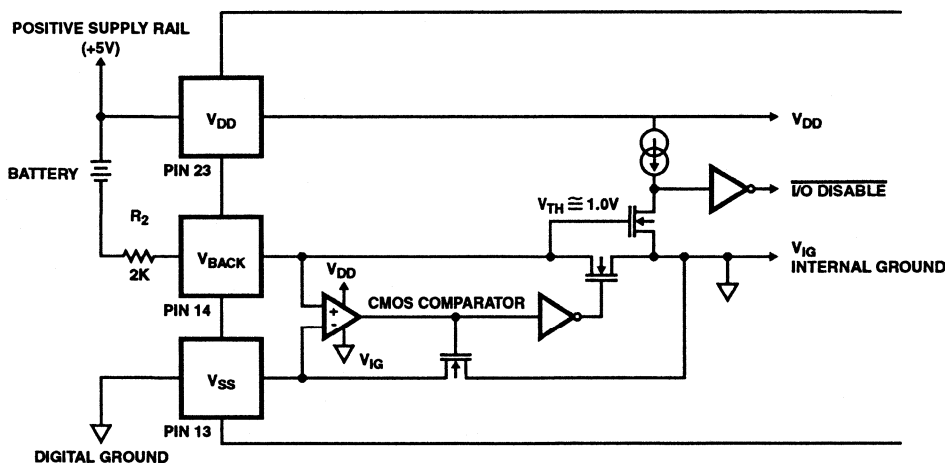 POSITIVE SUPPLY RAIL
(+5V)
VDD
VDD
PIN 23
BATTERY
I/O DISABLE
VTH ≅ 1.0V
R2
2K
VBACK
VIG
INTERNAL GROUND
VDD
CMOS COMPARATOR
PIN 14
+
-
VIG
VSS
PIN 13
DIGITAL GROUND